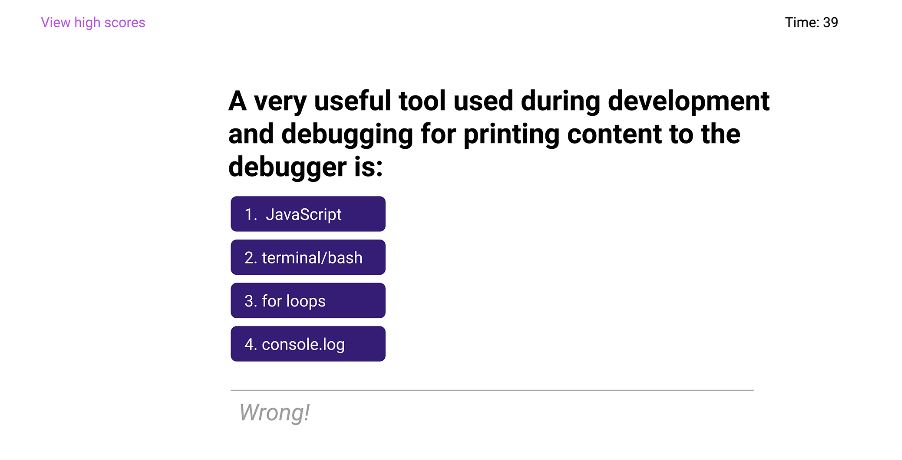 View high scores
Time: 39
A very useful tool used during development
and debugging for printing content to the
debugger is:
1. JavaScript
2. terminal/bash
3. for loops
4. console.log
Wrong!